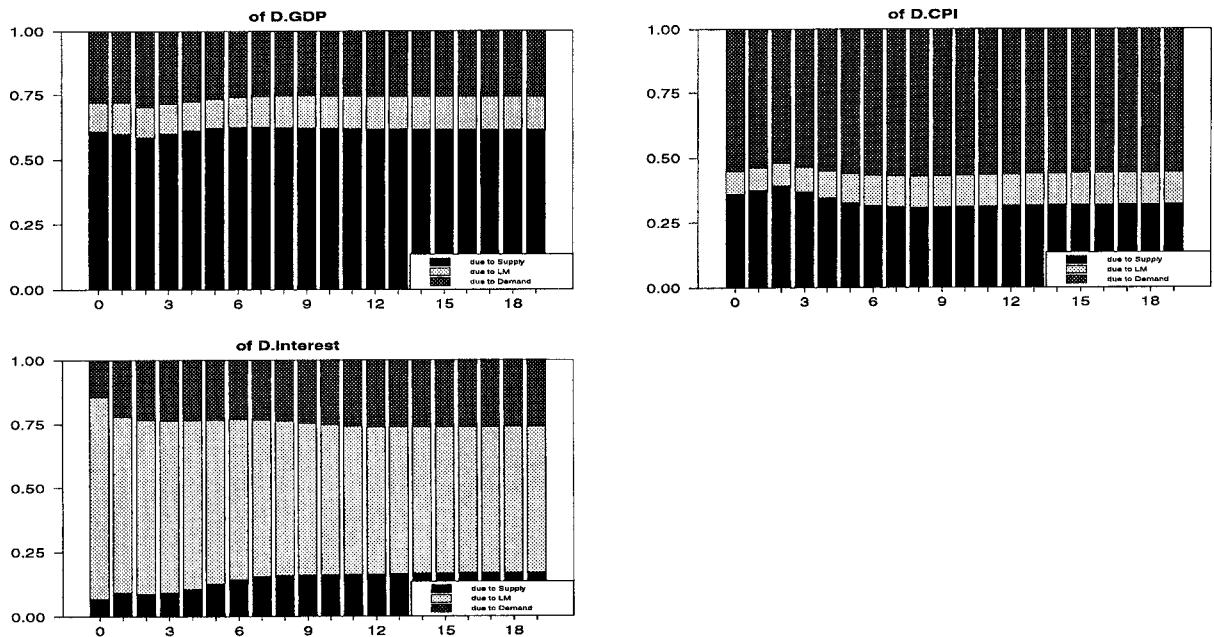 of D.GDP
1.00
0.75
0.50
0.25
0.00
0 3 6 9 12 15 18
due to Supply
due to LM
due to Demand
of D.CPI
1.00
0.75
0.50
0.25
0.00
0 3 6 9 12 15 18
due to Supply
due to LM
due to Demand
of D.Interest
1.00
0.75
0.50
0.25
0.00
0 3 6 9 12 15 18
due to Supply
due to LM
due to Demand